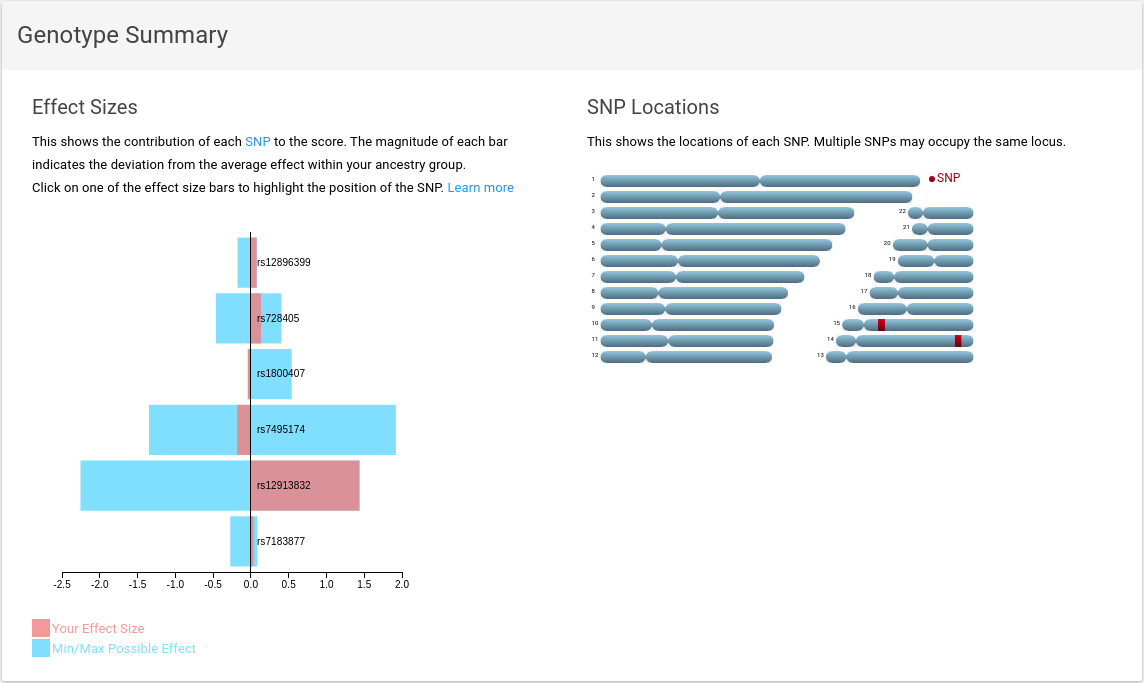 Genotype Summary
Effect Sizes
This shows the contribution of each SNP to the score. The magnitude of each bar
indicates the deviation from the average effect within your ancestry group.
Click on one of the effect size bars to highlight the position of the SNP. Learn more
rs12896399
rs728405
rs1800407
rs7495174
rs12913832
rs7183877
-2.5 -2.0 -1.5 -1.0 -0.5 0.0 0.5 1.0 1.5 2.0
Your Effect Size
Min/Max Possible Effect
SNP Locations
This shows the locations of each SNP. Multiple SNPs may occupy the same locus.
1 SNP
2
3 22
4 21
5 20
6 19
7 18
8 17
9 16
10 15
11 14
12 13